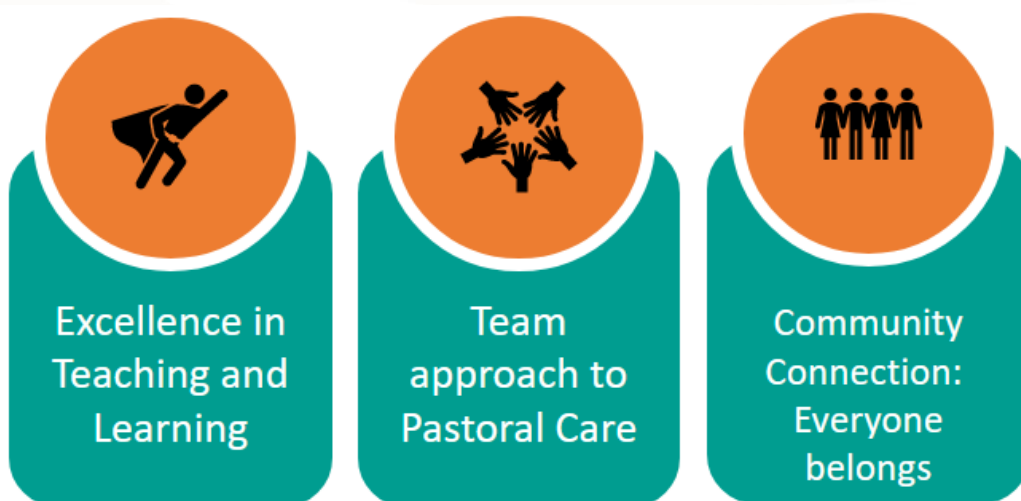 Excellence in
Teaching and
Learning
Team
approach to
Pastoral Care
Community
Connection:
Everyone
belongs